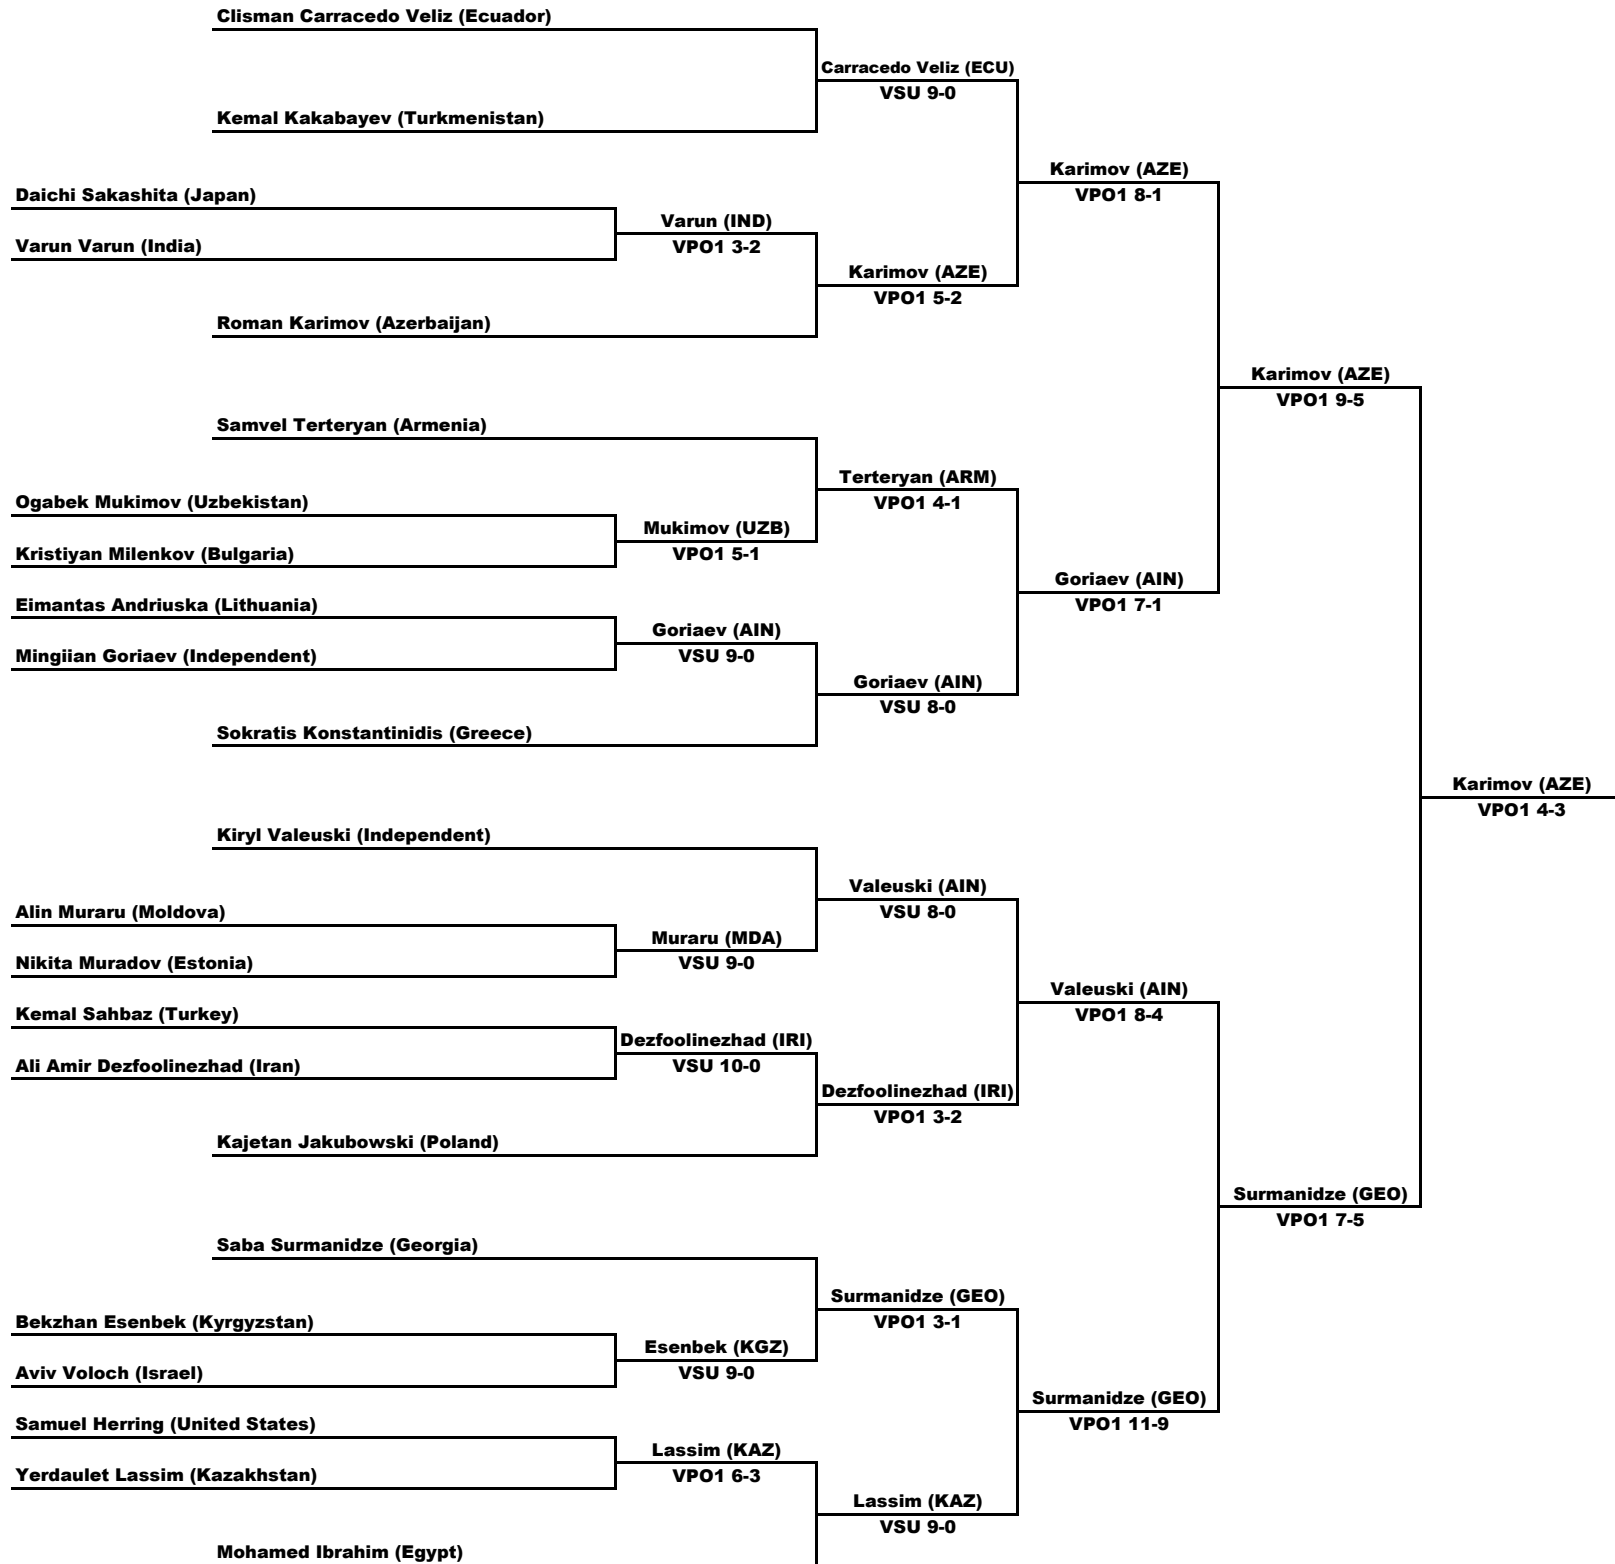 Clisman Carracedo Veliz (Ecuador)
Carracedo Veliz (ECU)
VSU 9-0
Kemal Kakabayev (Turkmenistan)
Karimov (AZE)
VPO1 8-1
Daichi Sakashita (Japan)
Varun (IND)
VPO1 3-2
Varun Varun (India)
Karimov (AZE)
VPO1 5-2
Roman Karimov (Azerbaijan)
Karimov (AZE)
VPO1 9-5
Samvel Terteryan (Armenia)
Terteryan (ARM)
VPO1 4-1
Ogabek Mukimov (Uzbekistan)
Mukimov (UZB)
VPO1 5-1
Kristiyan Milenkov (Bulgaria)
Goriaev (AIN)
VPO1 7-1
Eimantas Andriuska (Lithuania)
Goriaev (AIN)
VSU 9-0
Mingiian Goriaev (Independent)
Goriaev (AIN)
VSU 8-0
Sokratis Konstantinidis (Greece)
Karimov (AZE)
VPO1 4-3
Kiryl Valeuski (Independent)
Valeuski (AIN)
VSU 8-0
Alin Muraru (Moldova)
Muraru (MDA)
VSU 9-0
Nikita Muradov (Estonia)
Valeuski (AIN)
VPO1 8-4
Kemal Sahbaz (Turkey)
Dezfoolinezhad (IRI)
VSU 10-0
Ali Amir Dezfoolinezhad (Iran)
Dezfoolinezhad (IRI)
VPO1 3-2
Kajetan Jakubowski (Poland)
Surmanidze (GEO)
VPO1 7-5
Saba Surmanidze (Georgia)
Surmanidze (GEO)
VPO1 3-1
Bekzhan Esenbek (Kyrgyzstan)
Esenbek (KGZ)
VSU 9-0
Aviv Voloch (Israel)
Surmanidze (GEO)
VPO1 11-9
Samuel Herring (United States)
Lassim (KAZ)
VPO1 6-3
Yerdaulet Lassim (Kazakhstan)
Lassim (KAZ)
VSU 9-0
Mohamed Ibrahim (Egypt)